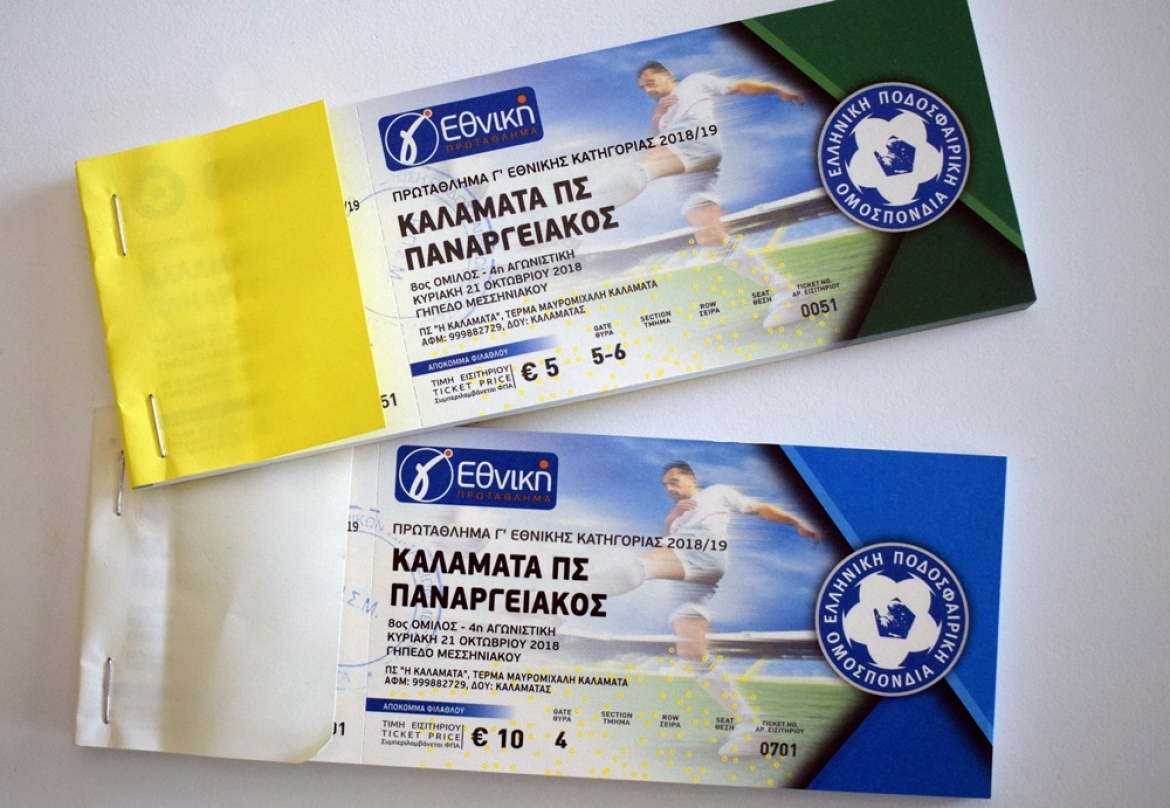 γ' Εθνική
ΠΡΩΤΑΘΛΗΜΑ
ΕΛΛΗΝΙΚΗ ΠΟΔΟΣΦΑΙΡΙΚΗ ΟΜΟΣΠΟΝΔΙΑ
/19
ΠΡΩΤΑΘΛΗΜΑ Γ' ΕΘΝΙΚΗΣ ΚΑΤΗΓΟΡΙΑΣ 2018/19
ΚΑΛΑΜΑΤΑ ΠΣ
ΠΑΝΑΡΓΕΙΑΚΟΣ
8ος ΟΜΙΛΟΣ - 4η ΑΓΩΝΙΣΤΙΚΗ
ΚΥΡΙΑΚΗ 21 ΟΚΤΩΒΡΙΟΥ 2018
ΓΗΠΕΔΟ ΜΕΣΣΗΝΙΑΚΟΥ
ΠΣ "Η ΚΑΛΑΜΑΤΑ", ΤΕΡΜΑ ΜΑΥΡΟΜΙΧΑΛΗ ΚΑΛΑΜΑΤΑ
ΑΦΜ: 999882729, ΔΟΥ: ΚΑΛΑΜΑΤΑΣ
ΑΠΟΚΟΜΜΑ ΦΙΛΑΘΛΟΥ
GATE SECTION ROW SEAT TICKET NO.
ΘΥΡΑ ΤΜΗΜΑ ΣΕΙΡΑ ΘΕΣΗ ΑΡ. ΕΙΣΙΤΗΡΙΟΥ
51
ΤΙΜΗ ΕΙΣΙΤΗΡΙΟΥ
TICKET PRICE
Συμπεριλαμβάνεται ΦΠΑ
€ 5 5-6 0051
γ' Εθνική
ΠΡΩΤΑΘΛΗΜΑ
ΕΛΛΗΝΙΚΗ ΠΟΔΟΣΦΑΙΡΙΚΗ ΟΜΟΣΠΟΝΔΙΑ
19
ΠΡΩΤΑΘΛΗΜΑ Γ' ΕΘΝΙΚΗΣ ΚΑΤΗΓΟΡΙΑΣ 2018/19
ΚΑΛΑΜΑΤΑ ΠΣ
ΠΑΝΑΡΓΕΙΑΚΟΣ
8ος ΟΜΙΛΟΣ - 4η ΑΓΩΝΙΣΤΙΚΗ
ΚΥΡΙΑΚΗ 21 ΟΚΤΩΒΡΙΟΥ 2018
ΓΗΠΕΔΟ ΜΕΣΣΗΝΙΑΚΟΥ
ΠΣ "Η ΚΑΛΑΜΑΤΑ", ΤΕΡΜΑ ΜΑΥΡΟΜΙΧΑΛΗ ΚΑΛΑΜΑΤΑ
ΑΦΜ: 999882729, ΔΟΥ: ΚΑΛΑΜΑΤΑΣ
ΑΠΟΚΟΜΜΑ ΦΙΛΑΘΛΟΥ
GATE SECTION ROW SEAT TICKET NO.
ΘΥΡΑ ΤΜΗΜΑ ΣΕΙΡΑ ΘΕΣΗ ΑΡ. ΕΙΣΙΤΗΡΙΟΥ
01
ΤΙΜΗ ΕΙΣΙΤΗΡΙΟΥ
TICKET PRICE
Συμπεριλαμβάνεται ΦΠΑ
€ 10 4 0701